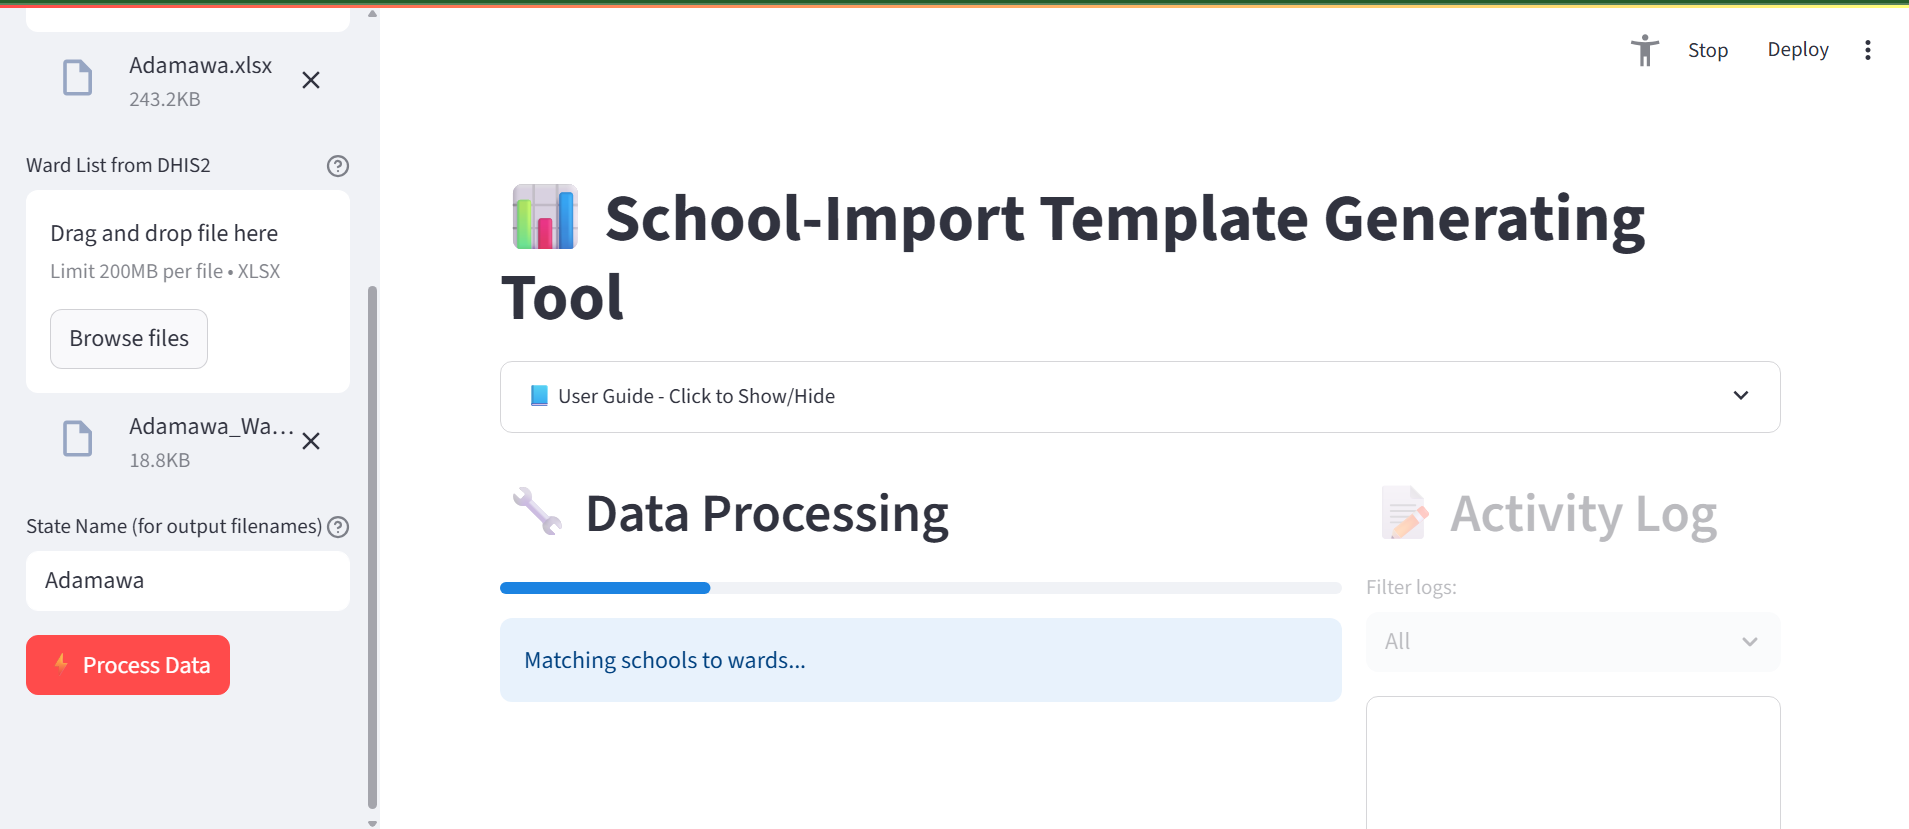 Adamawa.xlsx
243.2KB
Ward List from DHIS2
Drag and drop file here
Limit 200MB per file • XLSX
Browse files
Adamawa_Wa...
18.8KB
State Name (for output filenames)
Adamawa
Process Data
Stop
Deploy
School-Import Template Generating
Tool
User Guide - Click to Show/Hide
Data Processing
Matching schools to wards...
Activity Log
Filter logs:
All